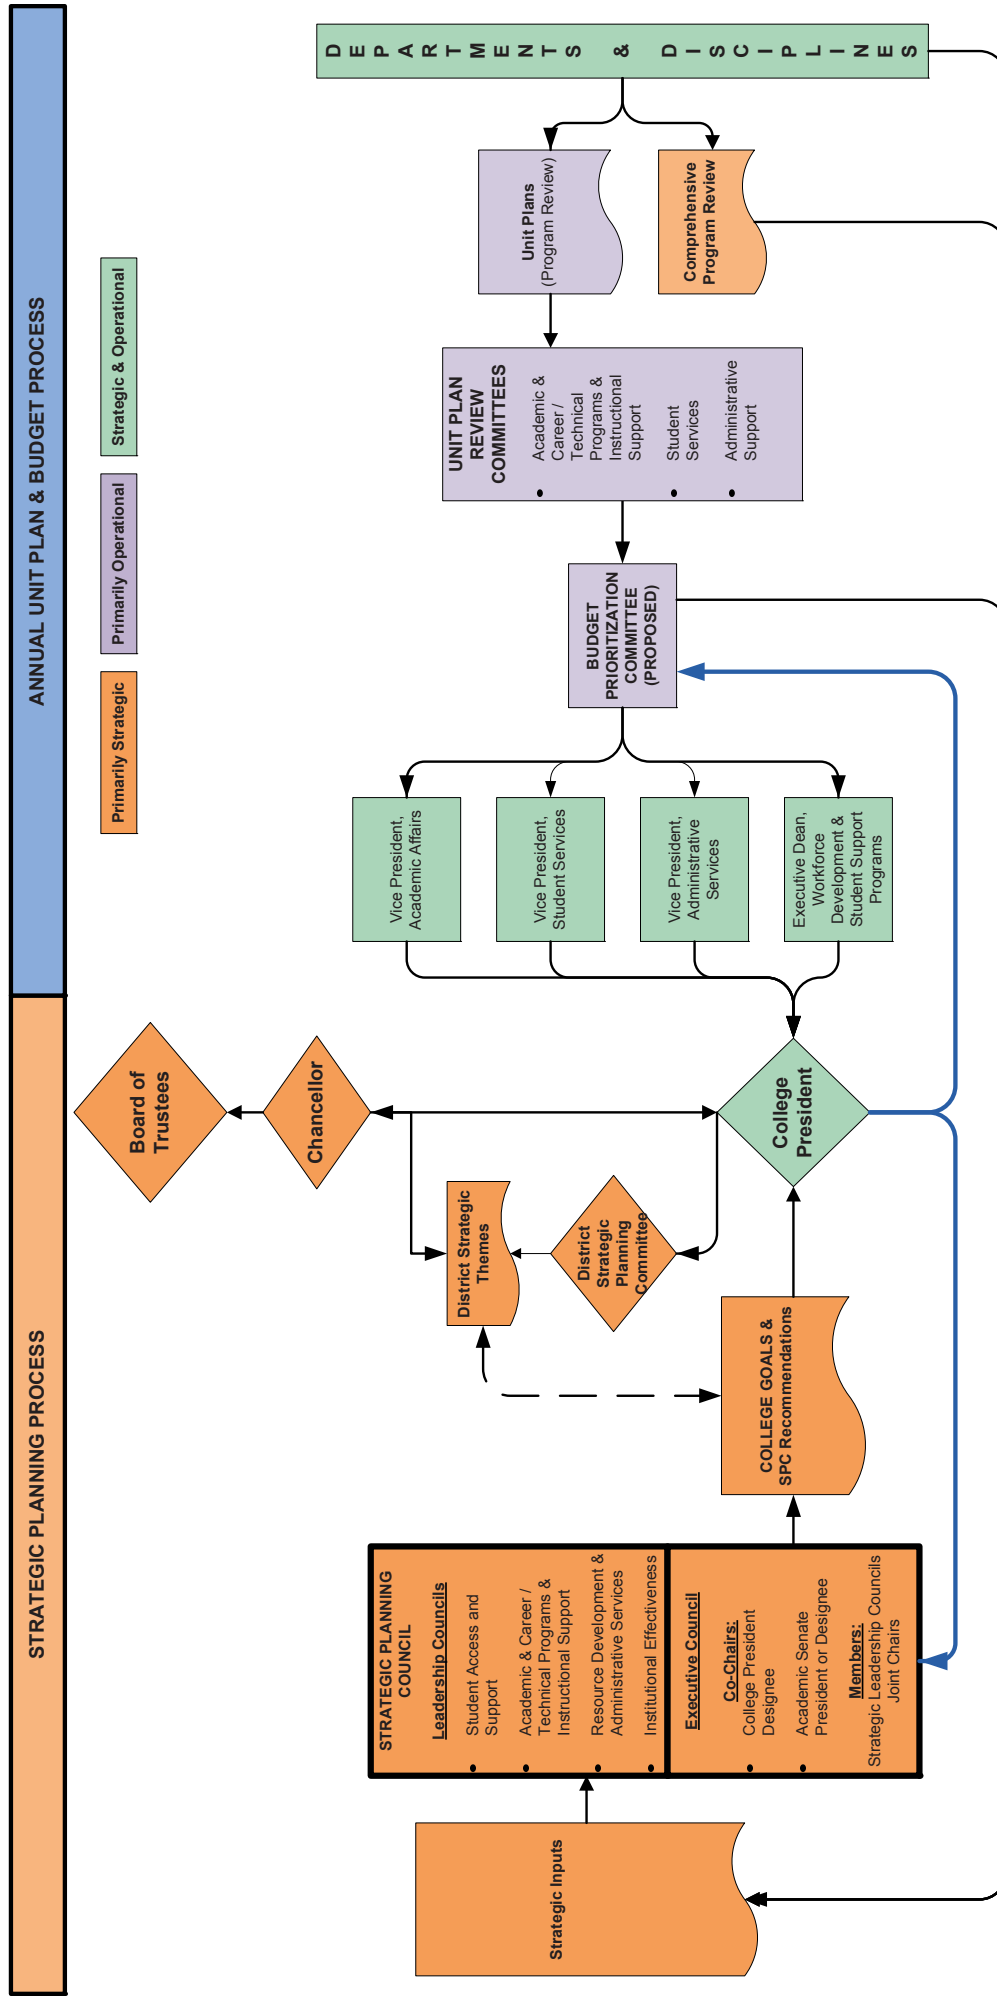 STRATEGIC PLANNING PROCESS
ANNUAL UNIT PLAN & BUDGET PROCESS
Primarily Strategic
Primarily Operational
Strategic & Operational
Board of
Trustees
Chancellor
District Strategic
Themes
District
Strategic
Planning
Committee
College
President
COLLEGE GOALS &
SPC Recommendations
STRATEGIC PLANNING
COUNCIL
Leadership Councils
• Student Access and
Support
• Academic & Career /
Technical Programs &
Instructional Support
• Resource Development &
Administrative Services
• Institutional Effectiveness
Executive Council
Co-Chairs:
• College President
Designee
• Academic Senate
President or Designee
Members:
Strategic Leadership Councils
Joint Chairs
Strategic Inputs
Vice President,
Academic Affairs
Vice President,
Student Services
Vice President,
Administrative
Services
Executive Dean,
Workforce
Development &
Student Support
Programs
BUDGET
PRIORITIZATION
COMMITTEE
(PROPOSED)
UNIT PLAN
REVIEW
COMMITTEES
• Academic &
Career /
Technical
Programs &
Instructional
Support
• Student
Services
• Administrative
Support
Unit Plans
(Program Review)
Comprehensive
Program Review
DEPARTMENTS & DISCIPLINES